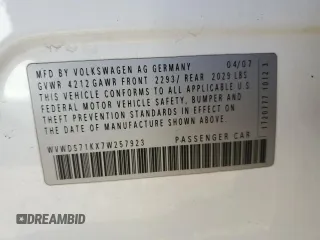 MFD BY VOLKSWAGEN AG GERMANY 04/07
GVWR 4212 GAWR FRONT 2293/ REAR 2029 LBS
THIS VEHICLE CONFORMS TO ALL APPLICABLE U.S.
FEDERAL MOTOR VEHICLE SAFETY, BUMPER AND
THEFT PREVENTION STANDARDS IN EFFECT ON THE
DATE OF MANUFACTURE SHOWN ABOVE.
WVWDS71KX7W257923 PASSENGER CAR
DREAMBID
.COM